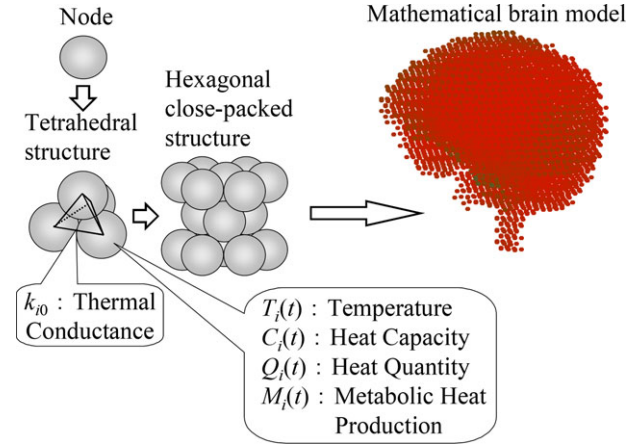 Node
Mathematical brain model
Hexagonal
close-packed
structure
Tetrahedral
structure
k_{i0} : Thermal
Conductance
T_i(t) : Temperature
C_i(t) : Heat Capacity
Q_i(t) : Heat Quantity
M_i(t) : Metabolic Heat
Production